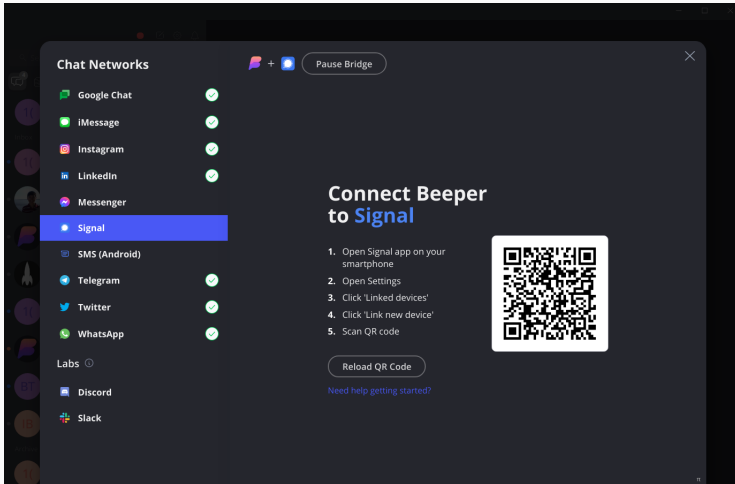 Chat Networks
+ Pause Bridge
Google Chat
iMessage
Instagram
LinkedIn
Messenger
Signal
SMS (Android)
Telegram
Twitter
WhatsApp
Labs
Discord
Slack
Connect Beeper
to Signal
1. Open Signal app on your
smartphone
2. Open Settings
3. Click 'Linked devices'
4. Click 'Link new device'
5. Scan QR code
Reload QR Code
Need help getting started?